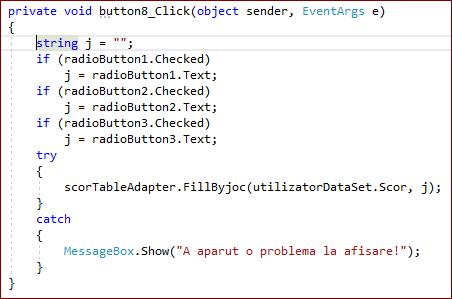 private void button8_Click(object sender, EventArgs e)
{
    string j = "";
    if (radioButton1.Checked)
        j = radioButton1.Text;
    if (radioButton2.Checked)
        j = radioButton2.Text;
    if (radioButton3.Checked)
        j = radioButton3.Text;
    try
    {
        scorTableAdapter.FillByjoc(utilizatorDataSet.Scor, j);
    }
    catch
    {
        MessageBox.Show("A aparut o problema la afisare!");
    }
}